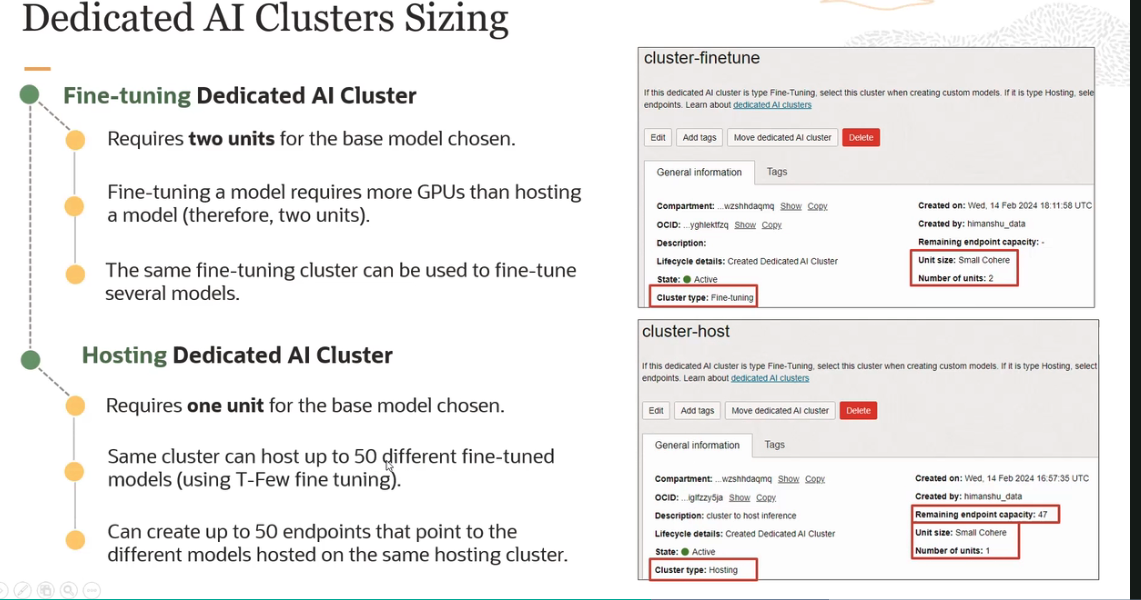 Dedicated AI Clusters Sizing
Fine-tuning Dedicated AI Cluster
Requires two units for the base model chosen.
Fine-tuning a model requires more GPUs than hosting
a model (therefore, two units).
The same fine-tuning cluster can be used to fine-tune
several models.
Hosting Dedicated AI Cluster
Requires one unit for the base model chosen.
Same cluster can host up to 50 different fine-tuned
models (using T-Few fine tuning).
Can create up to 50 endpoints that point to the
different models hosted on the same hosting cluster.
cluster-finetune
If this dedicated AI cluster is type Fine-Tuning, select this cluster when creating custom models. If it is type Hosting, sele
endpoints. Learn about dedicated AI clusters
Edit Add tags Move dedicated AI cluster Delete
General information Tags
Compartment: ...wzshhdaqmq Show Copy
OCID: ...yghlektfzq Show Copy
Description:
Lifecycle details: Created Dedicated AI Cluster
State: Active
Cluster type: Fine-tuning
Created on: Wed, 14 Feb 2024 18:11:58 UTC
Created by: himanshu_data
Remaining endpoint capacity: -
Unit size: Small Cohere
Number of units: 2
cluster-host
If this dedicated AI cluster is type Fine-Tuning, select this cluster when creating custom models. If it is type Hosting, select
endpoints. Learn about dedicated AI clusters
Edit Add tags Move dedicated AI cluster Delete
General information Tags
Compartment: ...wzshhdaqmq Show Copy
OCID: ...iglfzzy5ja Show Copy
Description: cluster to host inference
Lifecycle details: Created Dedicated AI Cluster
State: Active
Cluster type: Hosting
Created on: Wed, 14 Feb 2024 16:57:35 UTC
Created by: himanshu_data
Remaining endpoint capacity: 47
Unit size: Small Cohere
Number of units: 1